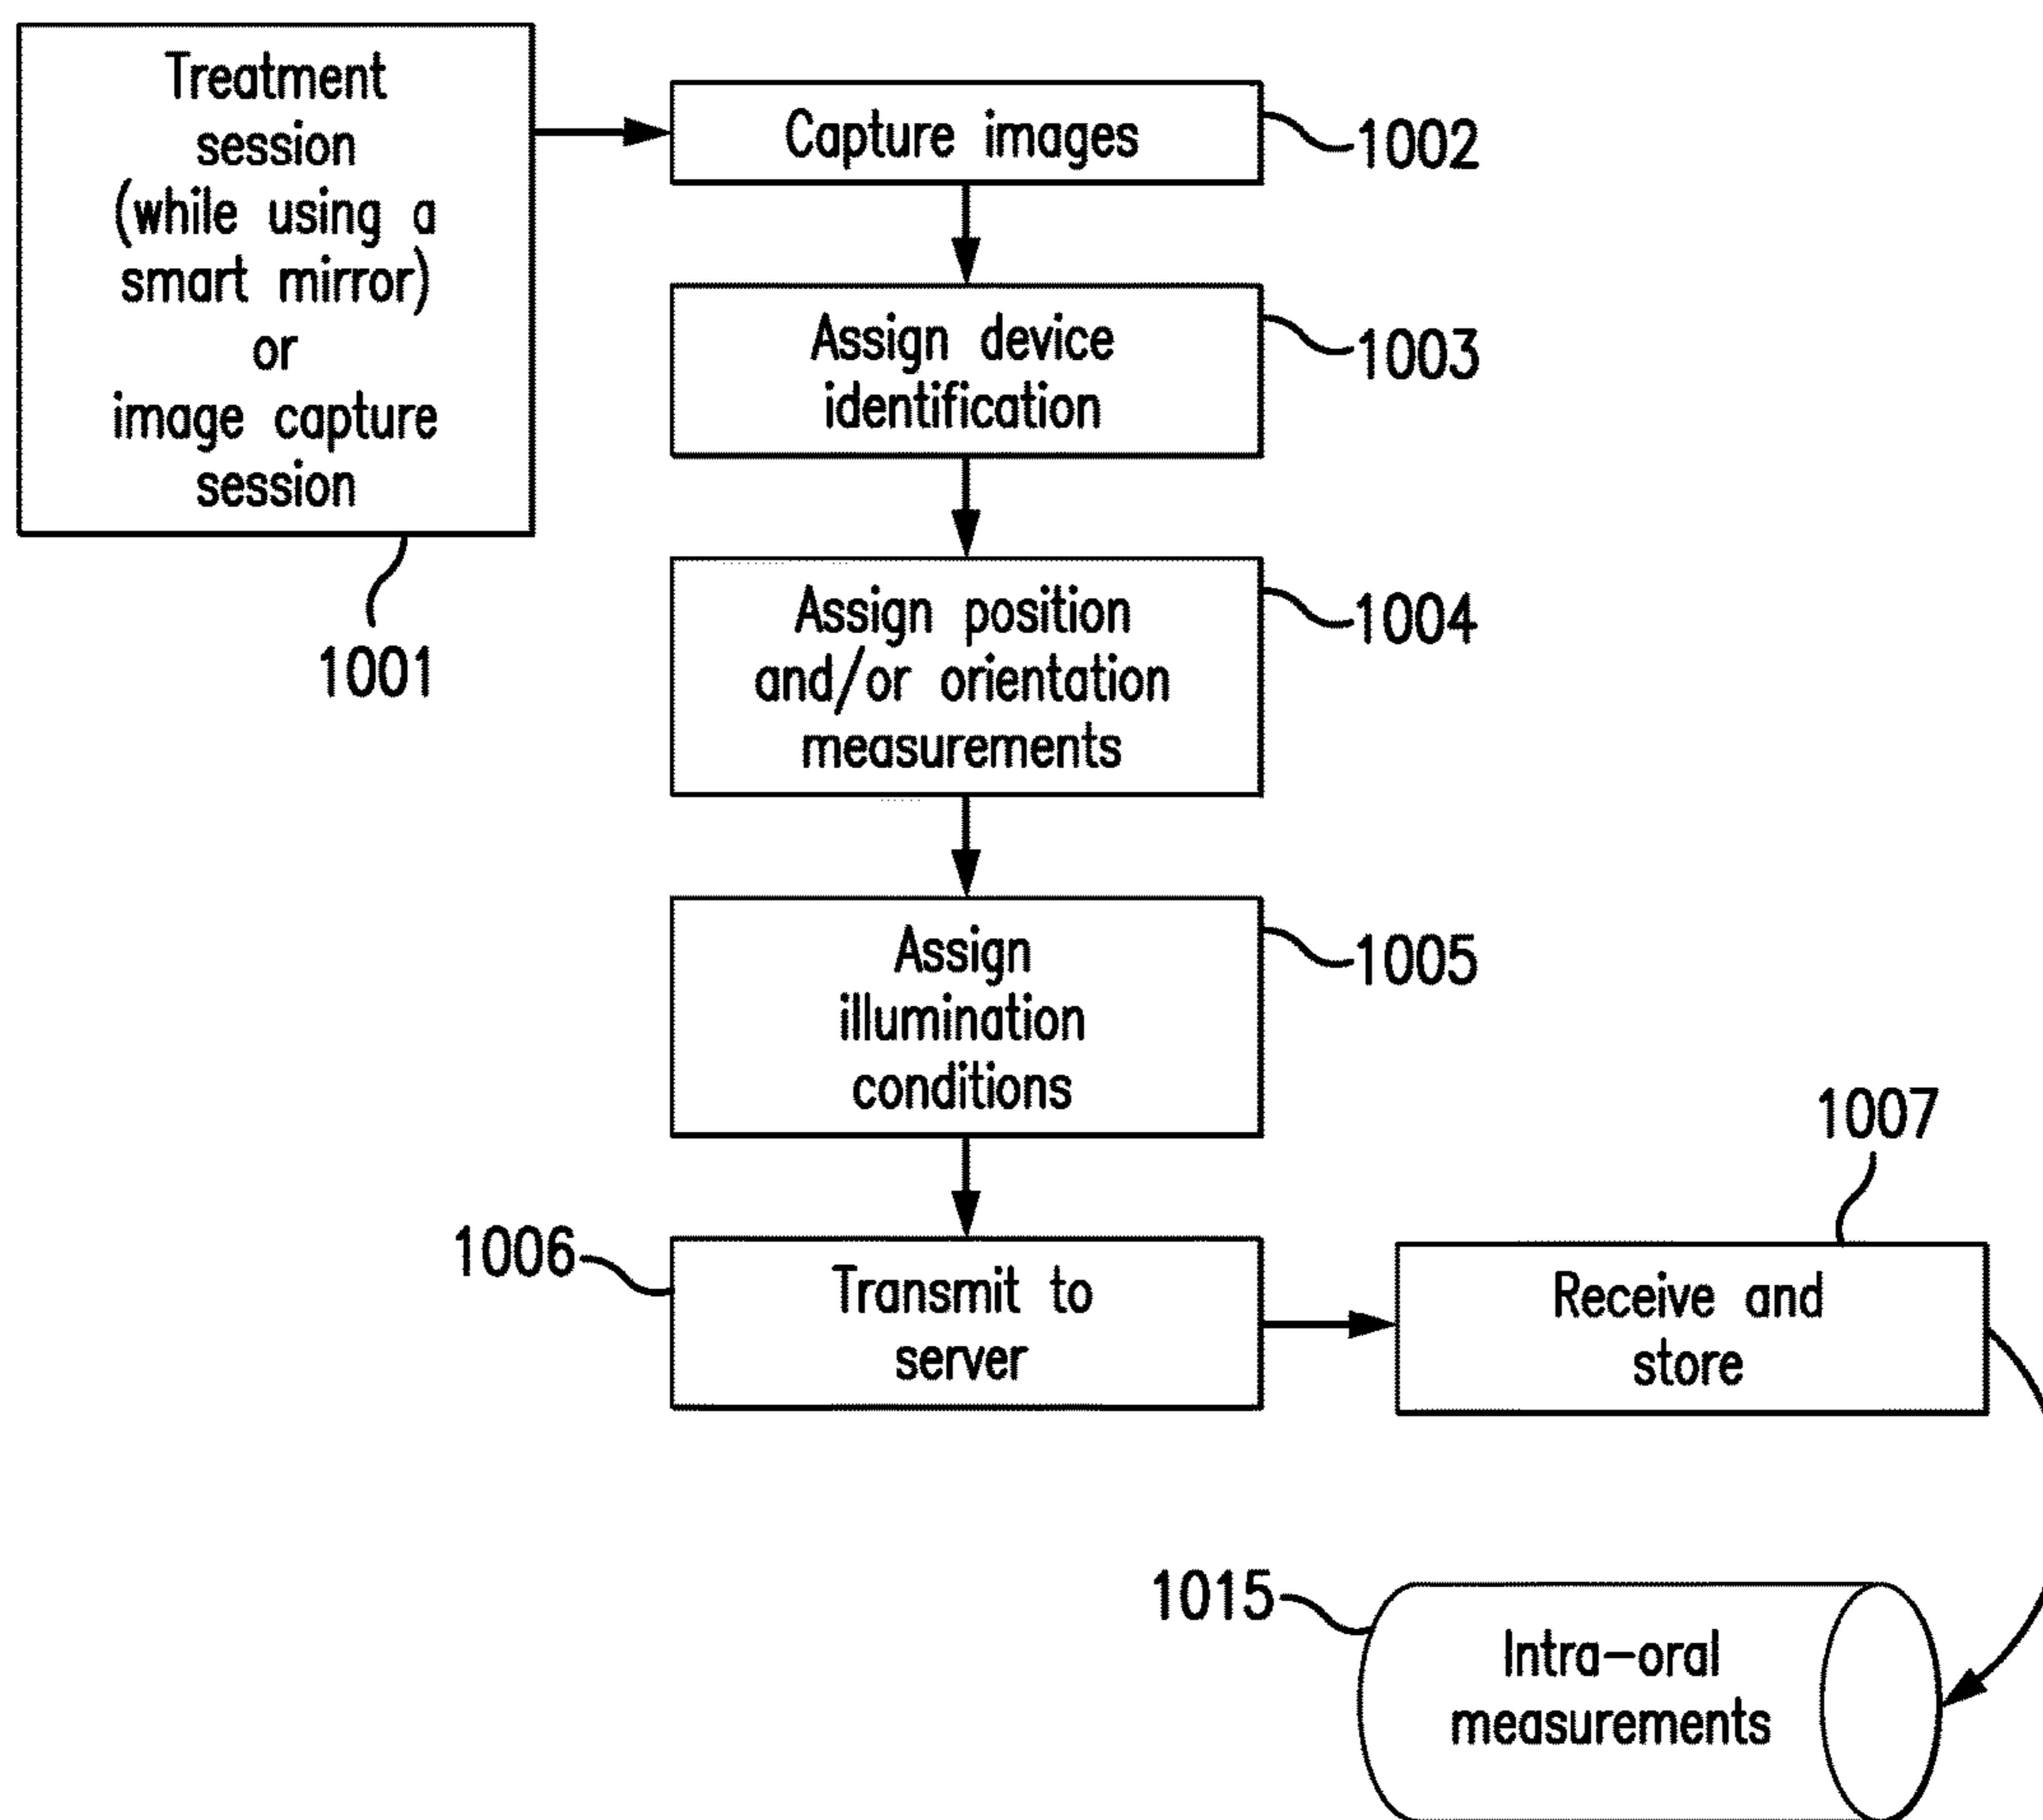 Treatment
session
(while using a
smart mirror)
or
image capture
session
1001
Capture images
1002
Assign device
identification
1003
Assign position
and/or orientation
measurements
1004
Assign
illumination
conditions
1005
1006
Transmit to
server
1007
Receive and
store
1015
Intra-oral
measurements